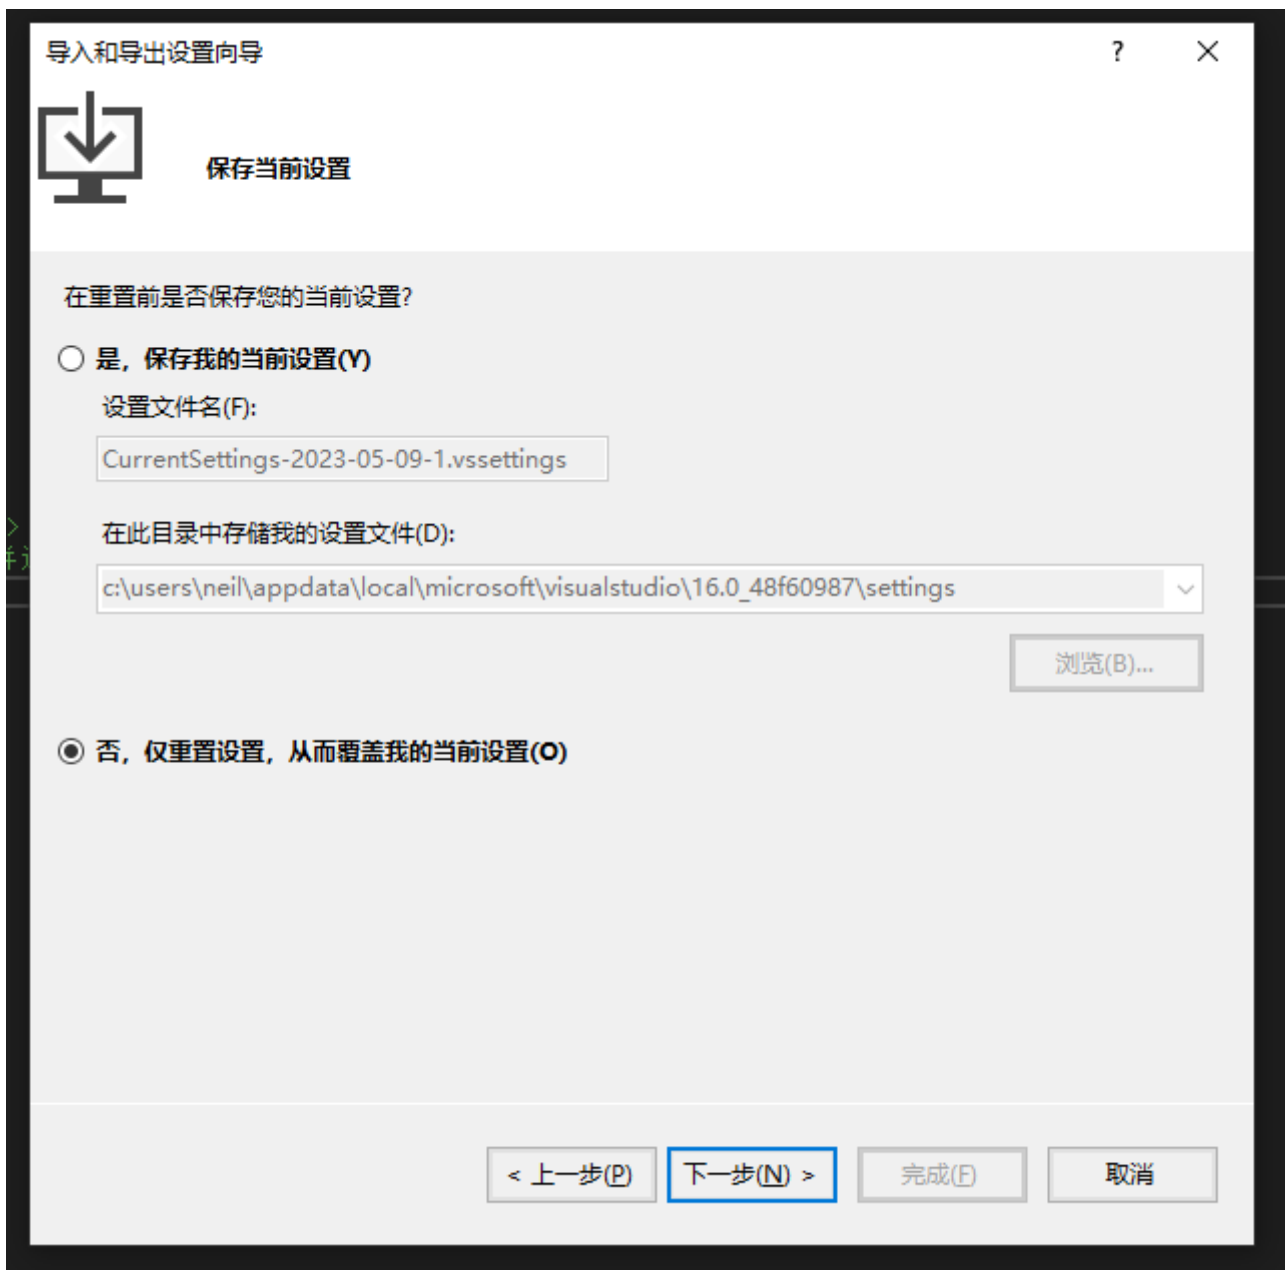 导入和导出设置向导
?
保存当前设置
在重置前是否保存您的当前设置?
是，保存我的当前设置(Y)
设置文件名(F):
CurrentSettings-2023-05-09-1.vssettings
>
在此目录中存储我的设置文件(D):
c:\users\neil\appdata\local\microsoft\visualstudio\16.0_48f60987\settings
浏览(B)...
否，仅重置设置，从而覆盖我的当前设置(O)
< 上一步(P)
下一步(N) >
完成(F)
取消